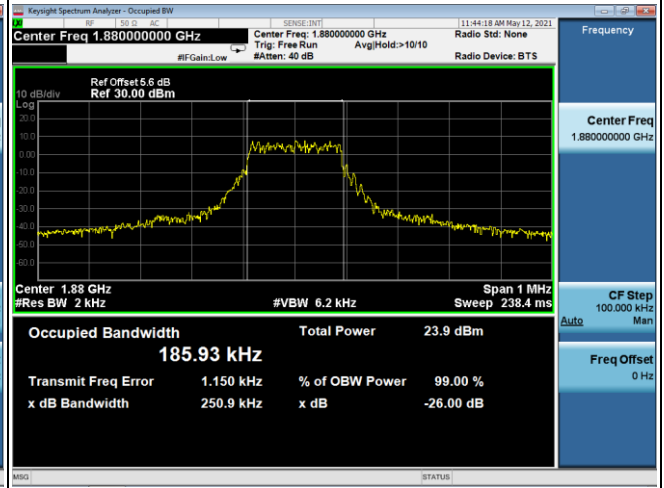 Keysight Spectrum Analyzer - Occupied BW
RF 50 Ω AC SENSE:INT 11:44:18 AM May 12, 2021
Center Freq 1.880000000 GHz Center Freq: 1.880000000 GHz Radio Std: None
Trig: Free Run Avg|Hold:>10/10
#IFGain:Low #Atten: 40 dB Radio Device: BTS
Frequency
Ref Offset 5.6 dB
10 dB/div Ref 30.00 dBm
Log
20.0
10.0
0.00
-10.0
-20.0
-30.0
-40.0
-50.0
-60.0
Center 1.88 GHz Span 1 MHz
#Res BW 2 kHz #VBW 6.2 kHz Sweep 238.4 ms
Occupied Bandwidth Total Power 23.9 dBm
185.93 kHz
Transmit Freq Error 1.150 kHz % of OBW Power 99.00 %
x dB Bandwidth 250.9 kHz x dB -26.00 dB
Center Freq
1.880000000 GHz
CF Step
100.000 kHz
Auto Man
Freq Offset
0 Hz
MSG STATUS